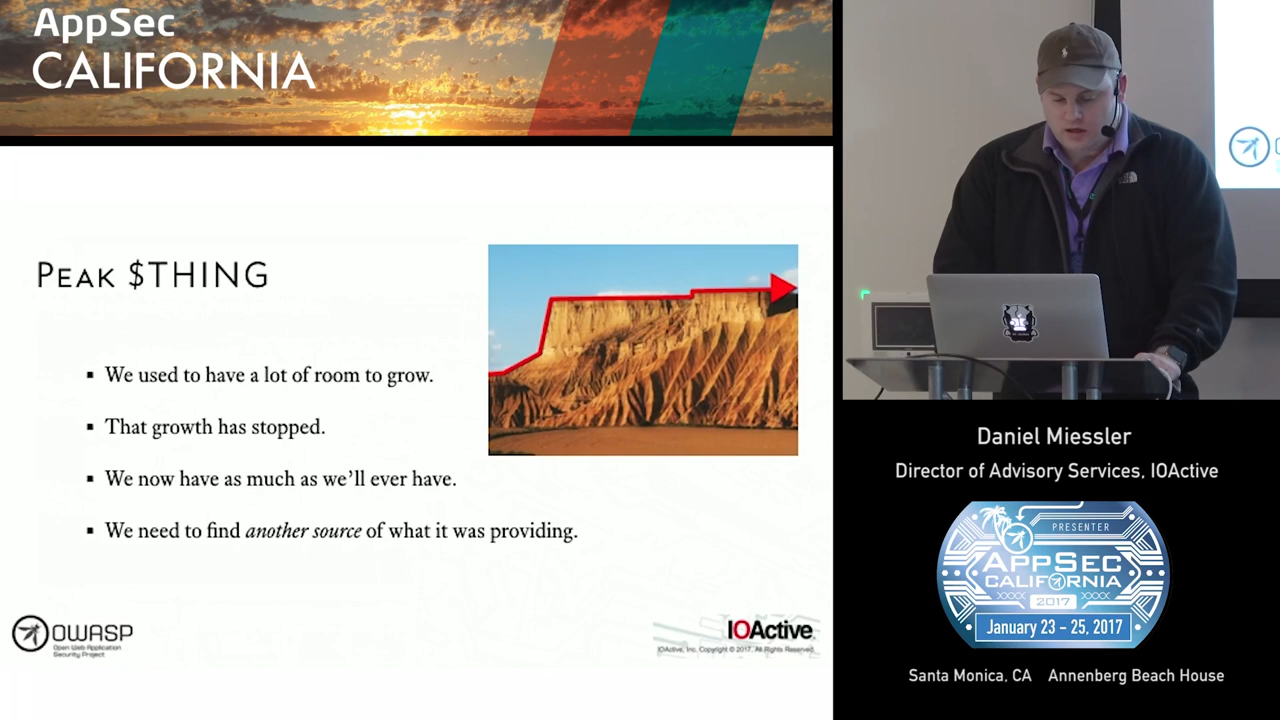 AppSec
CALIFORNIA
PEAK $THING
▪ We used to have a lot of room to grow.
▪ That growth has stopped.
▪ We now have as much as we'll ever have.
▪ We need to find another source of what it was providing.
OWASP
Open Web Application
Security Project
IOActive
IOActive, Inc. Copyright © 2017. All Rights Reserved.
Daniel Miessler
Director of Advisory Services, IOActive
PRESENTER
APPSEC
CALIFORNIA
2017
January 23 – 25, 2017
Santa Monica, CA Annenberg Beach House